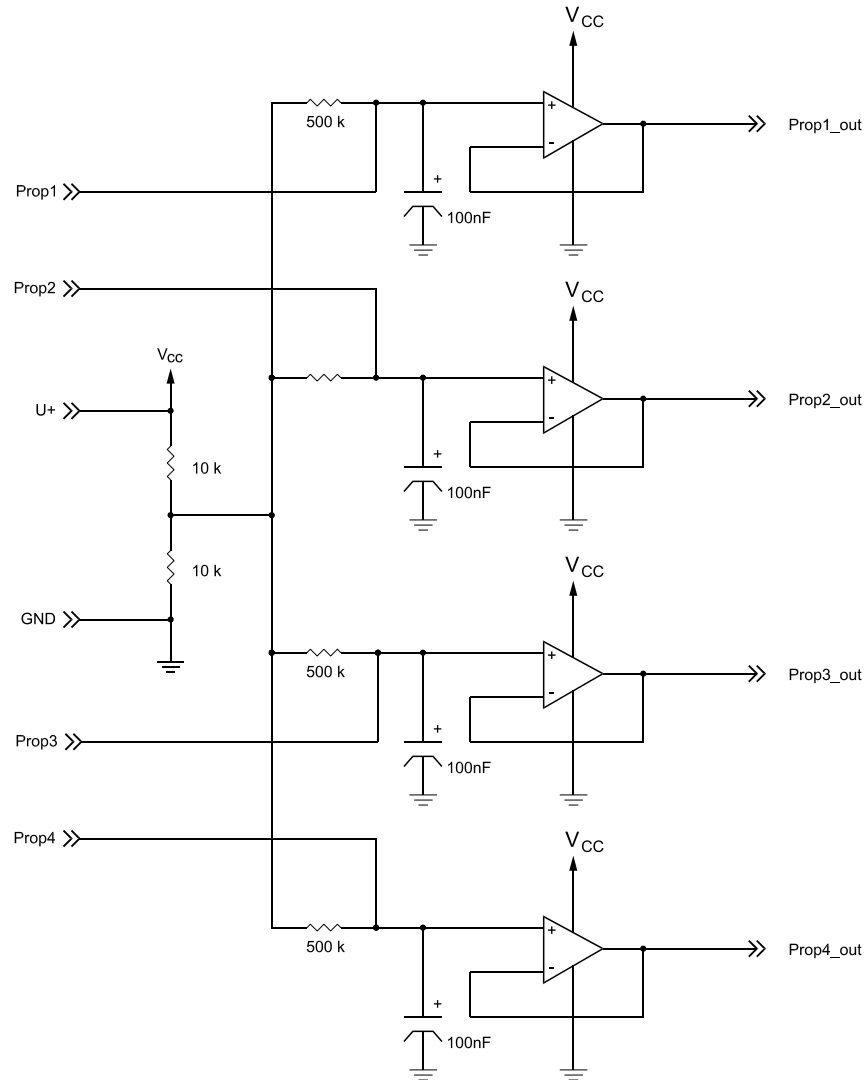 VCC
+
500 k
-
Prop1_out
Prop1
+
100nF
Prop2
VCC
VCC
+
-
Prop2_out
U+
+
10 k
100nF
10 k
VCC
GND
+
500 k
-
Prop3_out
Prop3
+
100nF
Prop4
VCC
+
500 k
-
Prop4_out
+
100nF